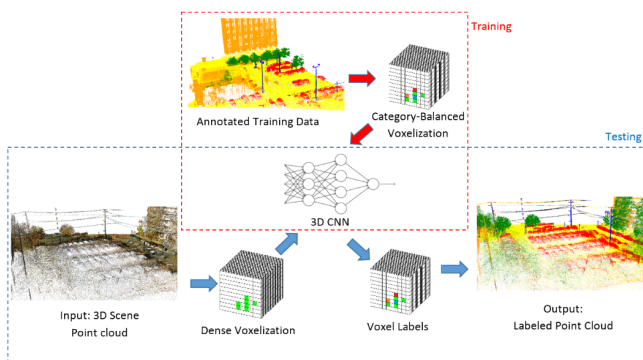 Training
Annotated Training Data
Category-Balanced
Voxelization
Testing
3D CNN
Input: 3D Scene
Point cloud
Dense Voxelization
Voxel Labels
Output:
Labeled Point Cloud